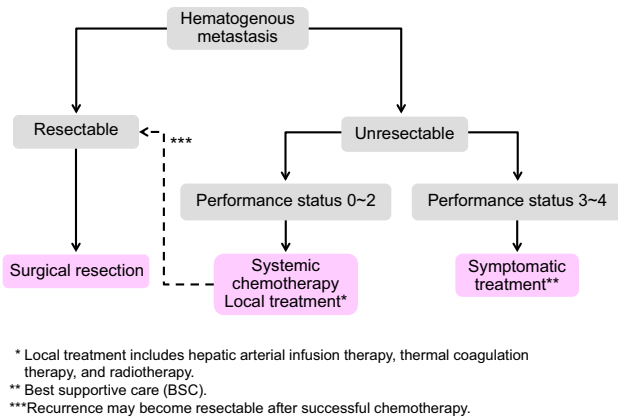 Hematogenous
metastasis
Resectable
***
Unresectable
Performance status 0~2
Performance status 3~4
Surgical resection
Systemic
chemotherapy
Local treatment*
Symptomatic
treatment**
* Local treatment includes hepatic arterial infusion therapy, thermal coagulation
therapy, and radiotherapy.
** Best supportive care (BSC).
***Recurrence may become resectable after successful chemotherapy.